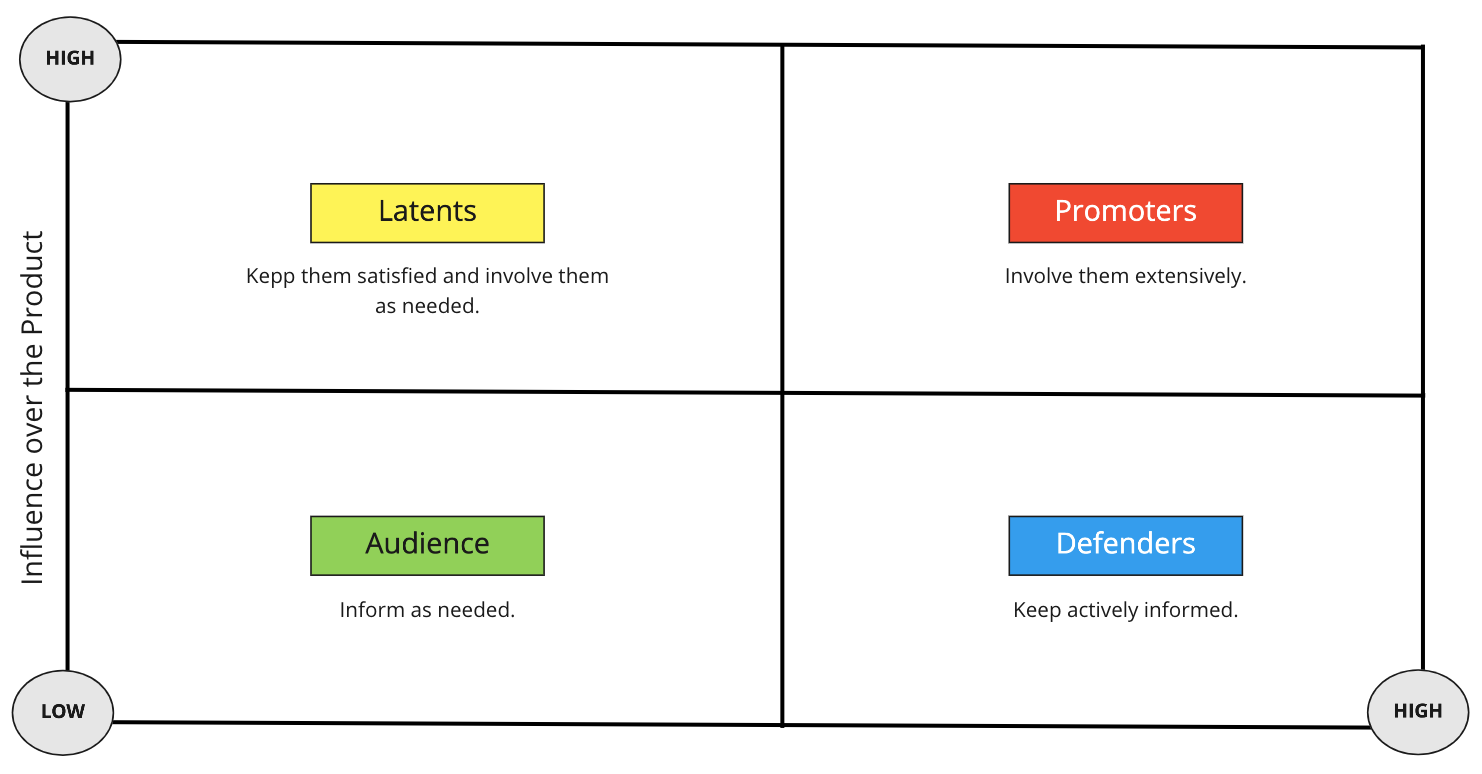 HIGH
Latents
Kepp them satisfied and involve them
as needed.
Promoters
Involve them extensively.
Influence over the Product
Audience
Inform as needed.
Defenders
Keep actively informed.
LOW
HIGH